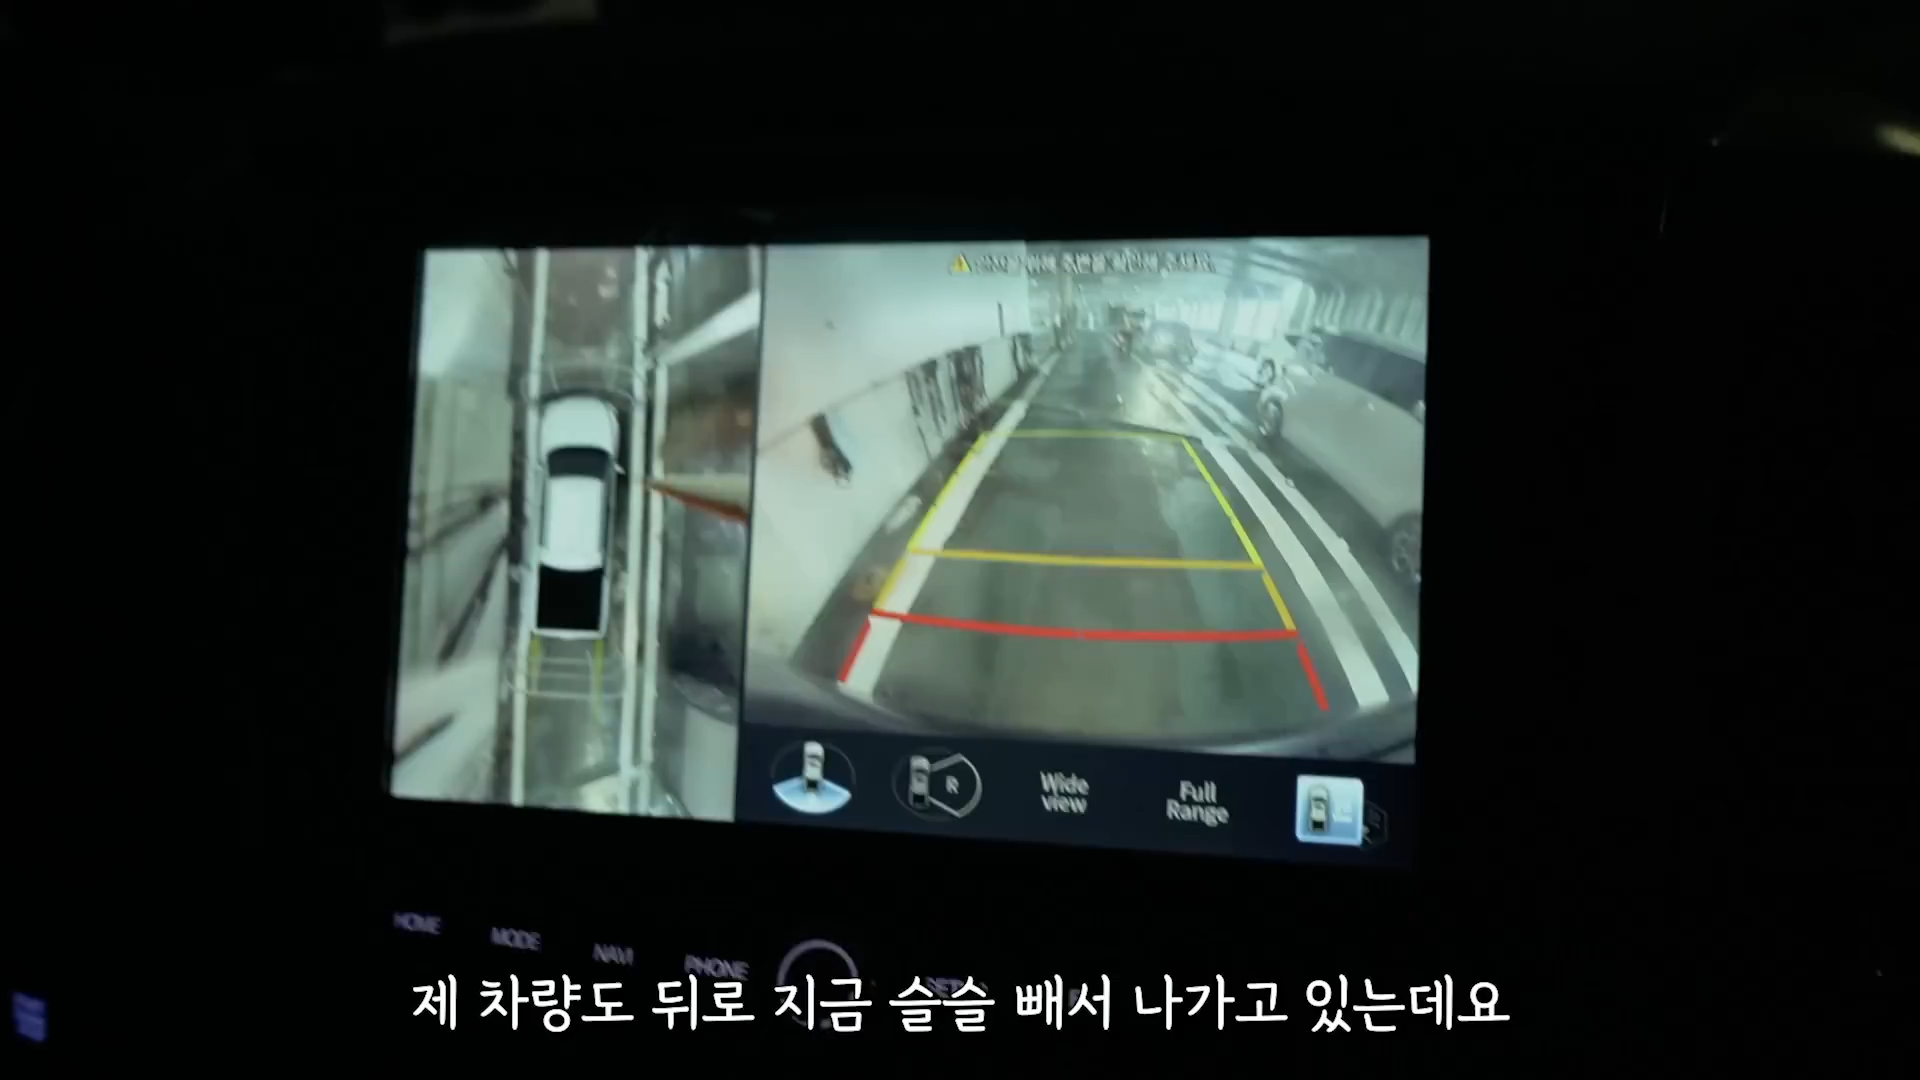 R
Wide
view
Full
Range
HOME
MODE
NAVI
PHONE
제 차량도 뒤로 지금 슬슬 빼서 나가고 있는데요